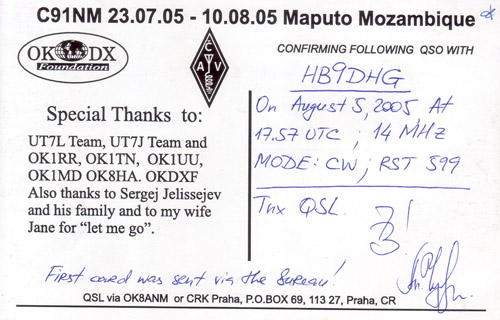 C91NM 23.07.05 - 10.08.05 Maputo Mozambique
OK DX
Foundation
CONFIRMING FOLLOWING QSO WITH
HB9DHG
On August 5, 2005 At
17.57 UTC ; 14 MHz
MODE: CW ; RST 599
Tnx QSL.
Special Thanks to:
UT7L Team, UT7J Team and
OK1RR, OK1TN, OK1UU,
OK1MD OK8HA. OKDXF
Also thanks to Sergej Jelissejev
and his family and to my wife
Jane for “let me go”.
First card was sent via the bureau!
QSL via OK8ANM or CRK Praha, P.O.BOX 69, 113 27, Praha, CR